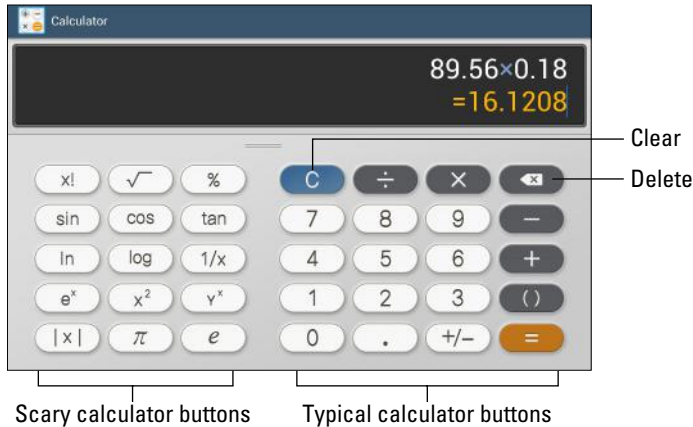 Calculator
89.56×0.18
=16.1208
Clear
Delete
x! √ % C ÷ ×
sin cos tan 7 8 9 −
ln log 1/x 4 5 6 +
eˣ x² Yˣ 1 2 3 ()
|x| π e 0 . +/− =
Scary calculator buttons Typical calculator buttons